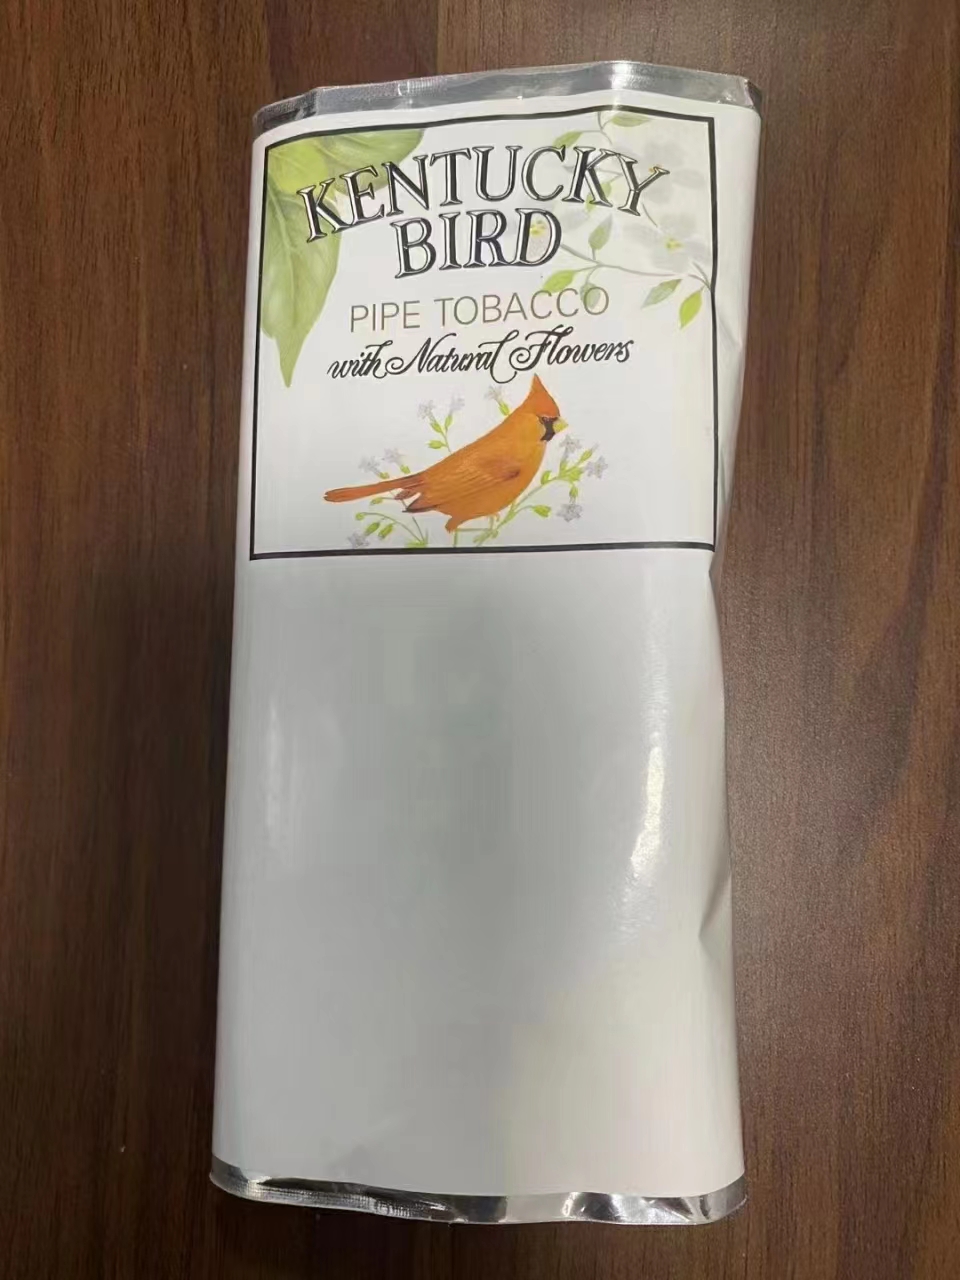 KENTUCKY
BIRD
PIPE TOBACCO
with Natural Flowers